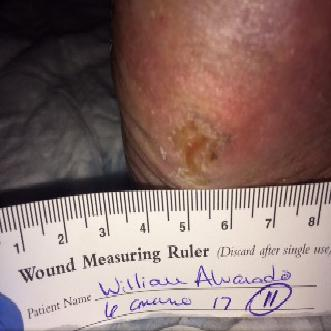 1 2 3 4 5 6 7 8
Wound Measuring Ruler (Discard after single use)
Patient Name William Alvarado
17 11